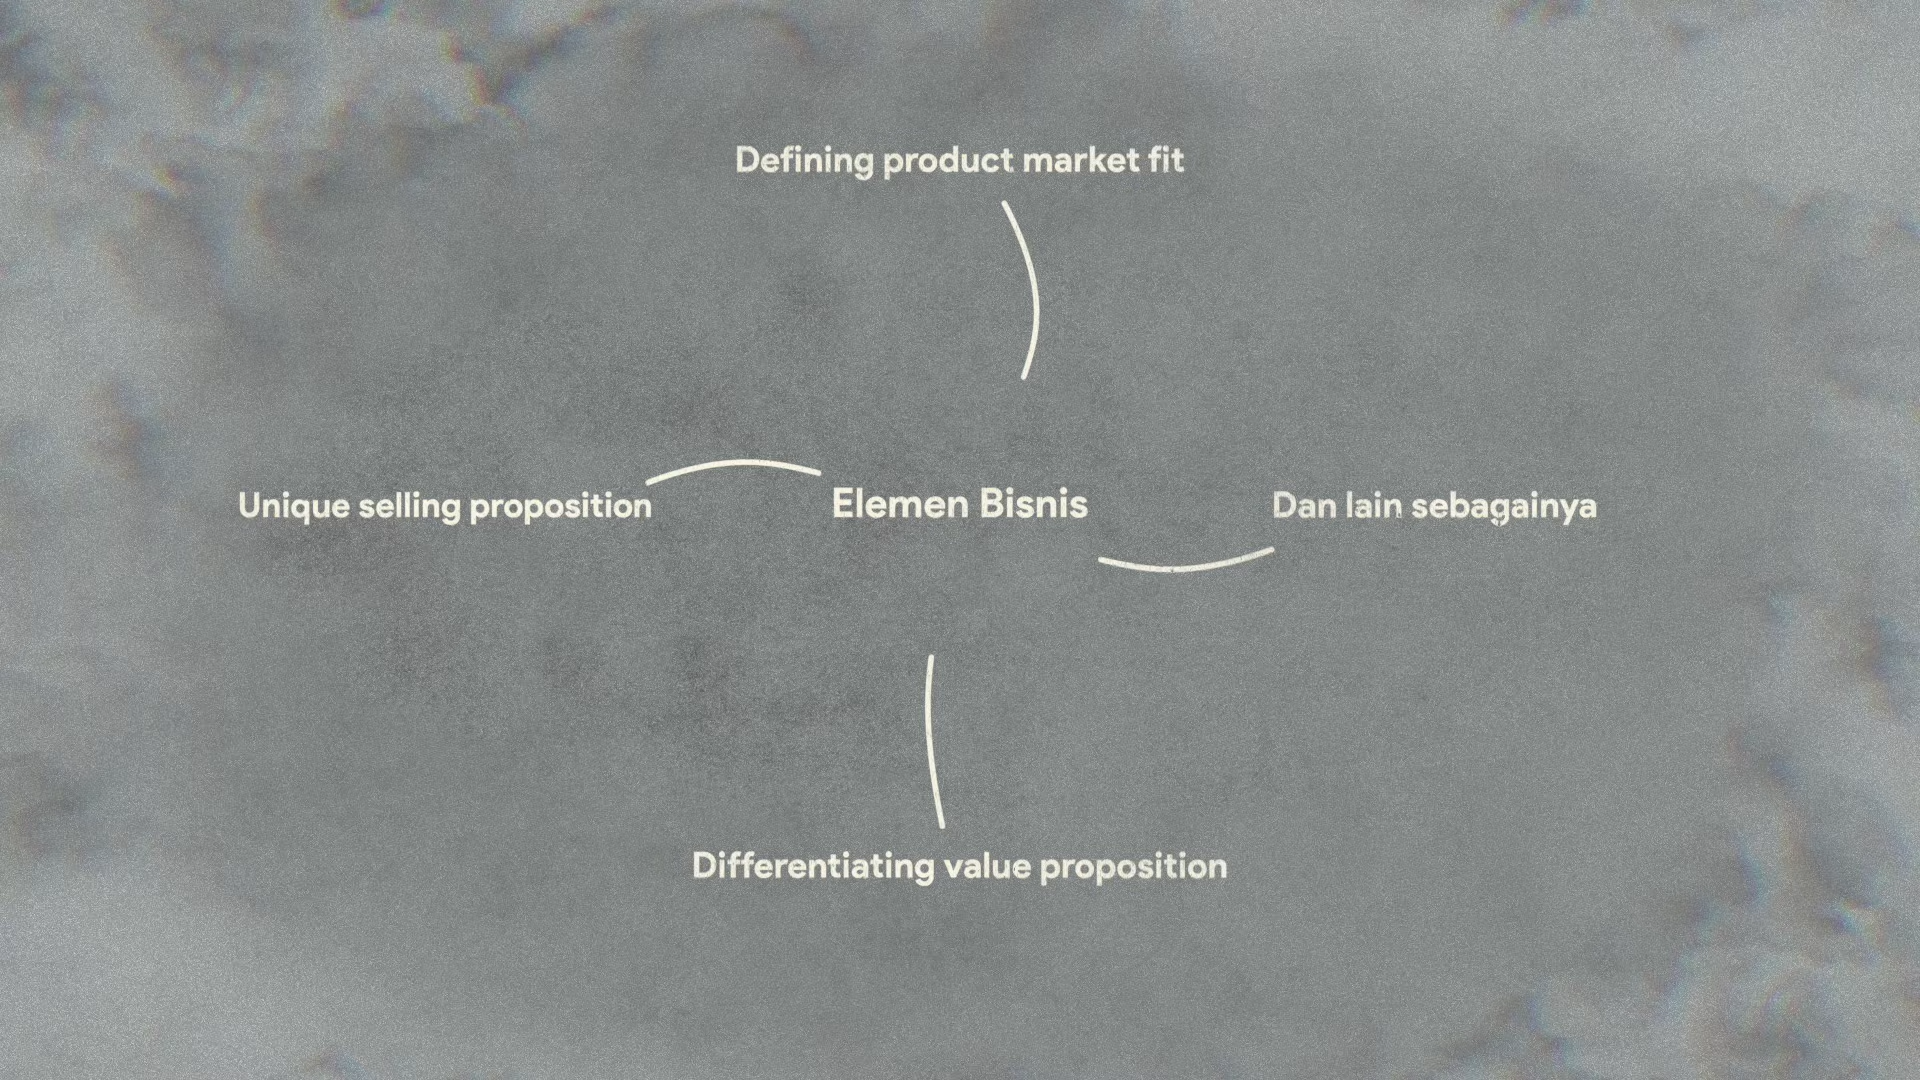 Defining product market fit
Unique selling proposition
Elemen Bisnis
Dan lain sebagainya
Differentiating value proposition